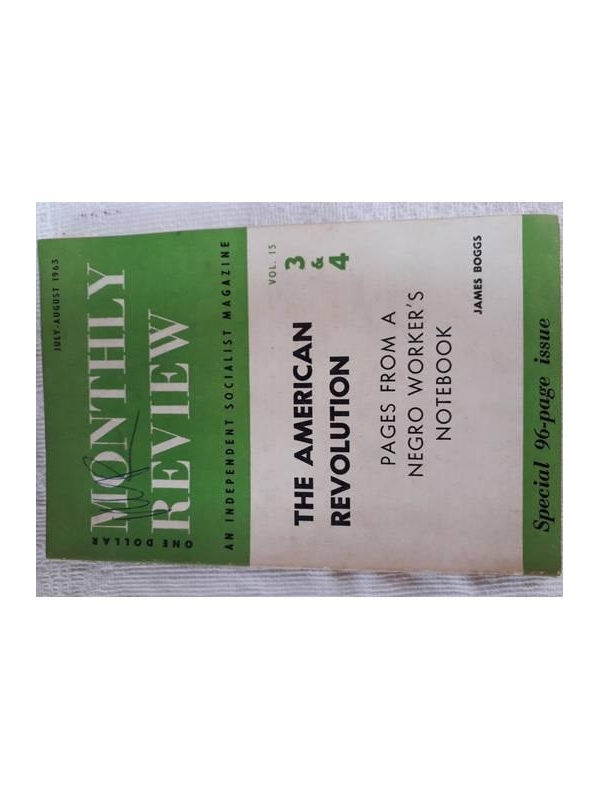 JULY-AUGUST 1963
ONE DOLLAR
MONTHLY
REVIEW
AN INDEPENDENT SOCIALIST MAGAZINE
VOL. 15
3
&
4
THE AMERICAN
REVOLUTION
PAGES FROM A
NEGRO WORKER'S
NOTEBOOK
JAMES BOGGS
Special 96-page issue